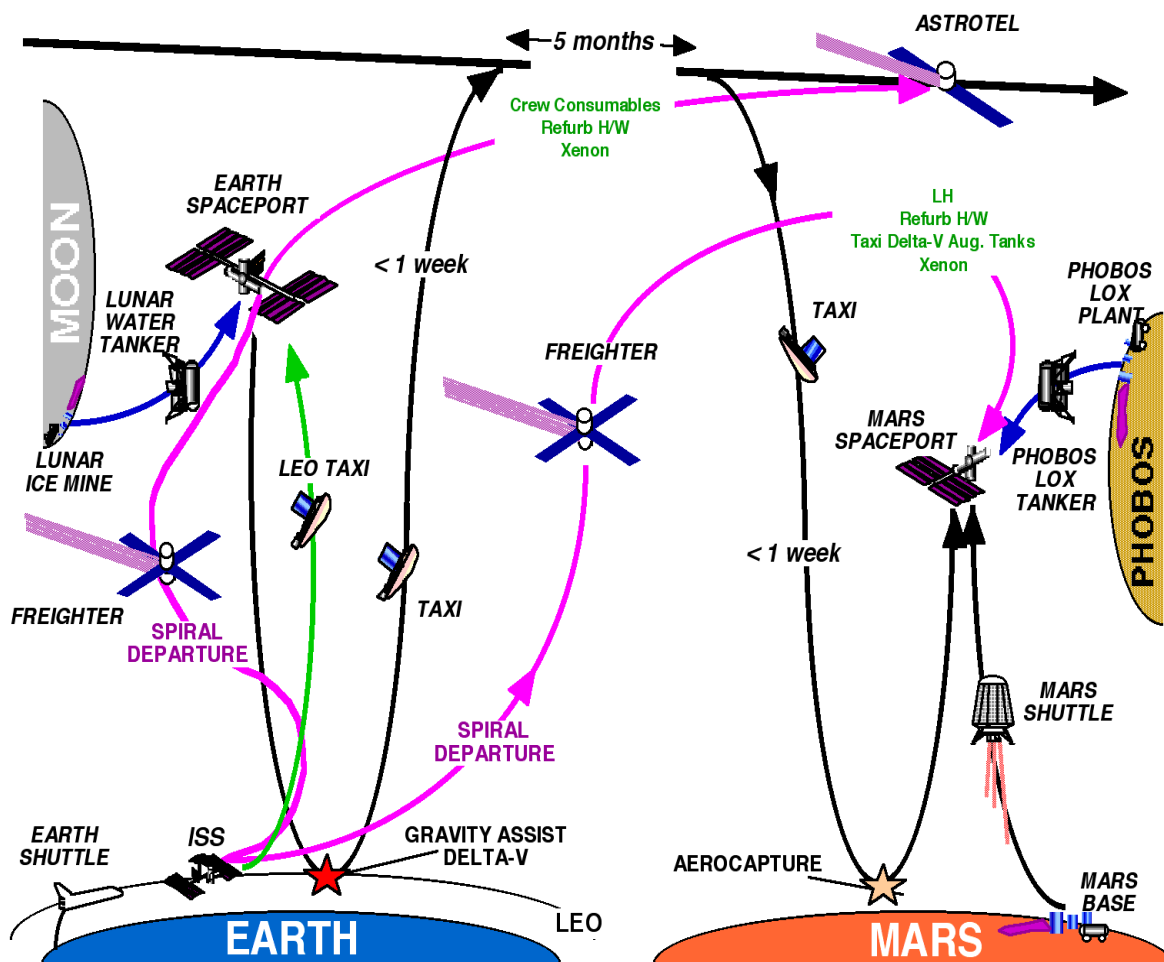 ASTROTEL
5 months
Crew Consumables
Refurb H/W
Xenon
EARTH
SPACEPORT
MOON
< 1 week
LH
Refurb H/W
Taxi Delta-V Aug. Tanks
Xenon
PHOBOS
LOX
PLANT
LUNAR
WATER
TANKER
TAXI
FREIGHTER
MARS
SPACEPORT
LUNAR
ICE MINE
LEO TAXI
PHOBOS
LOX
TANKER
PHOBOS
< 1 week
FREIGHTER
TAXI
SPIRAL
DEPARTURE
MARS
SHUTTLE
SPIRAL
DEPARTURE
EARTH
SHUTTLE
ISS
GRAVITY ASSIST
DELTA-V
AEROCAPTURE
MARS
BASE
LEO
EARTH
MARS